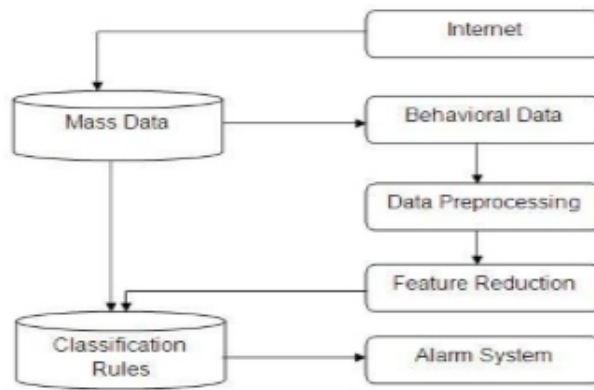 Internet
Mass Data
Behavioral Data
Data Preprocessing
Feature Reduction
Classification
Rules
Alarm System